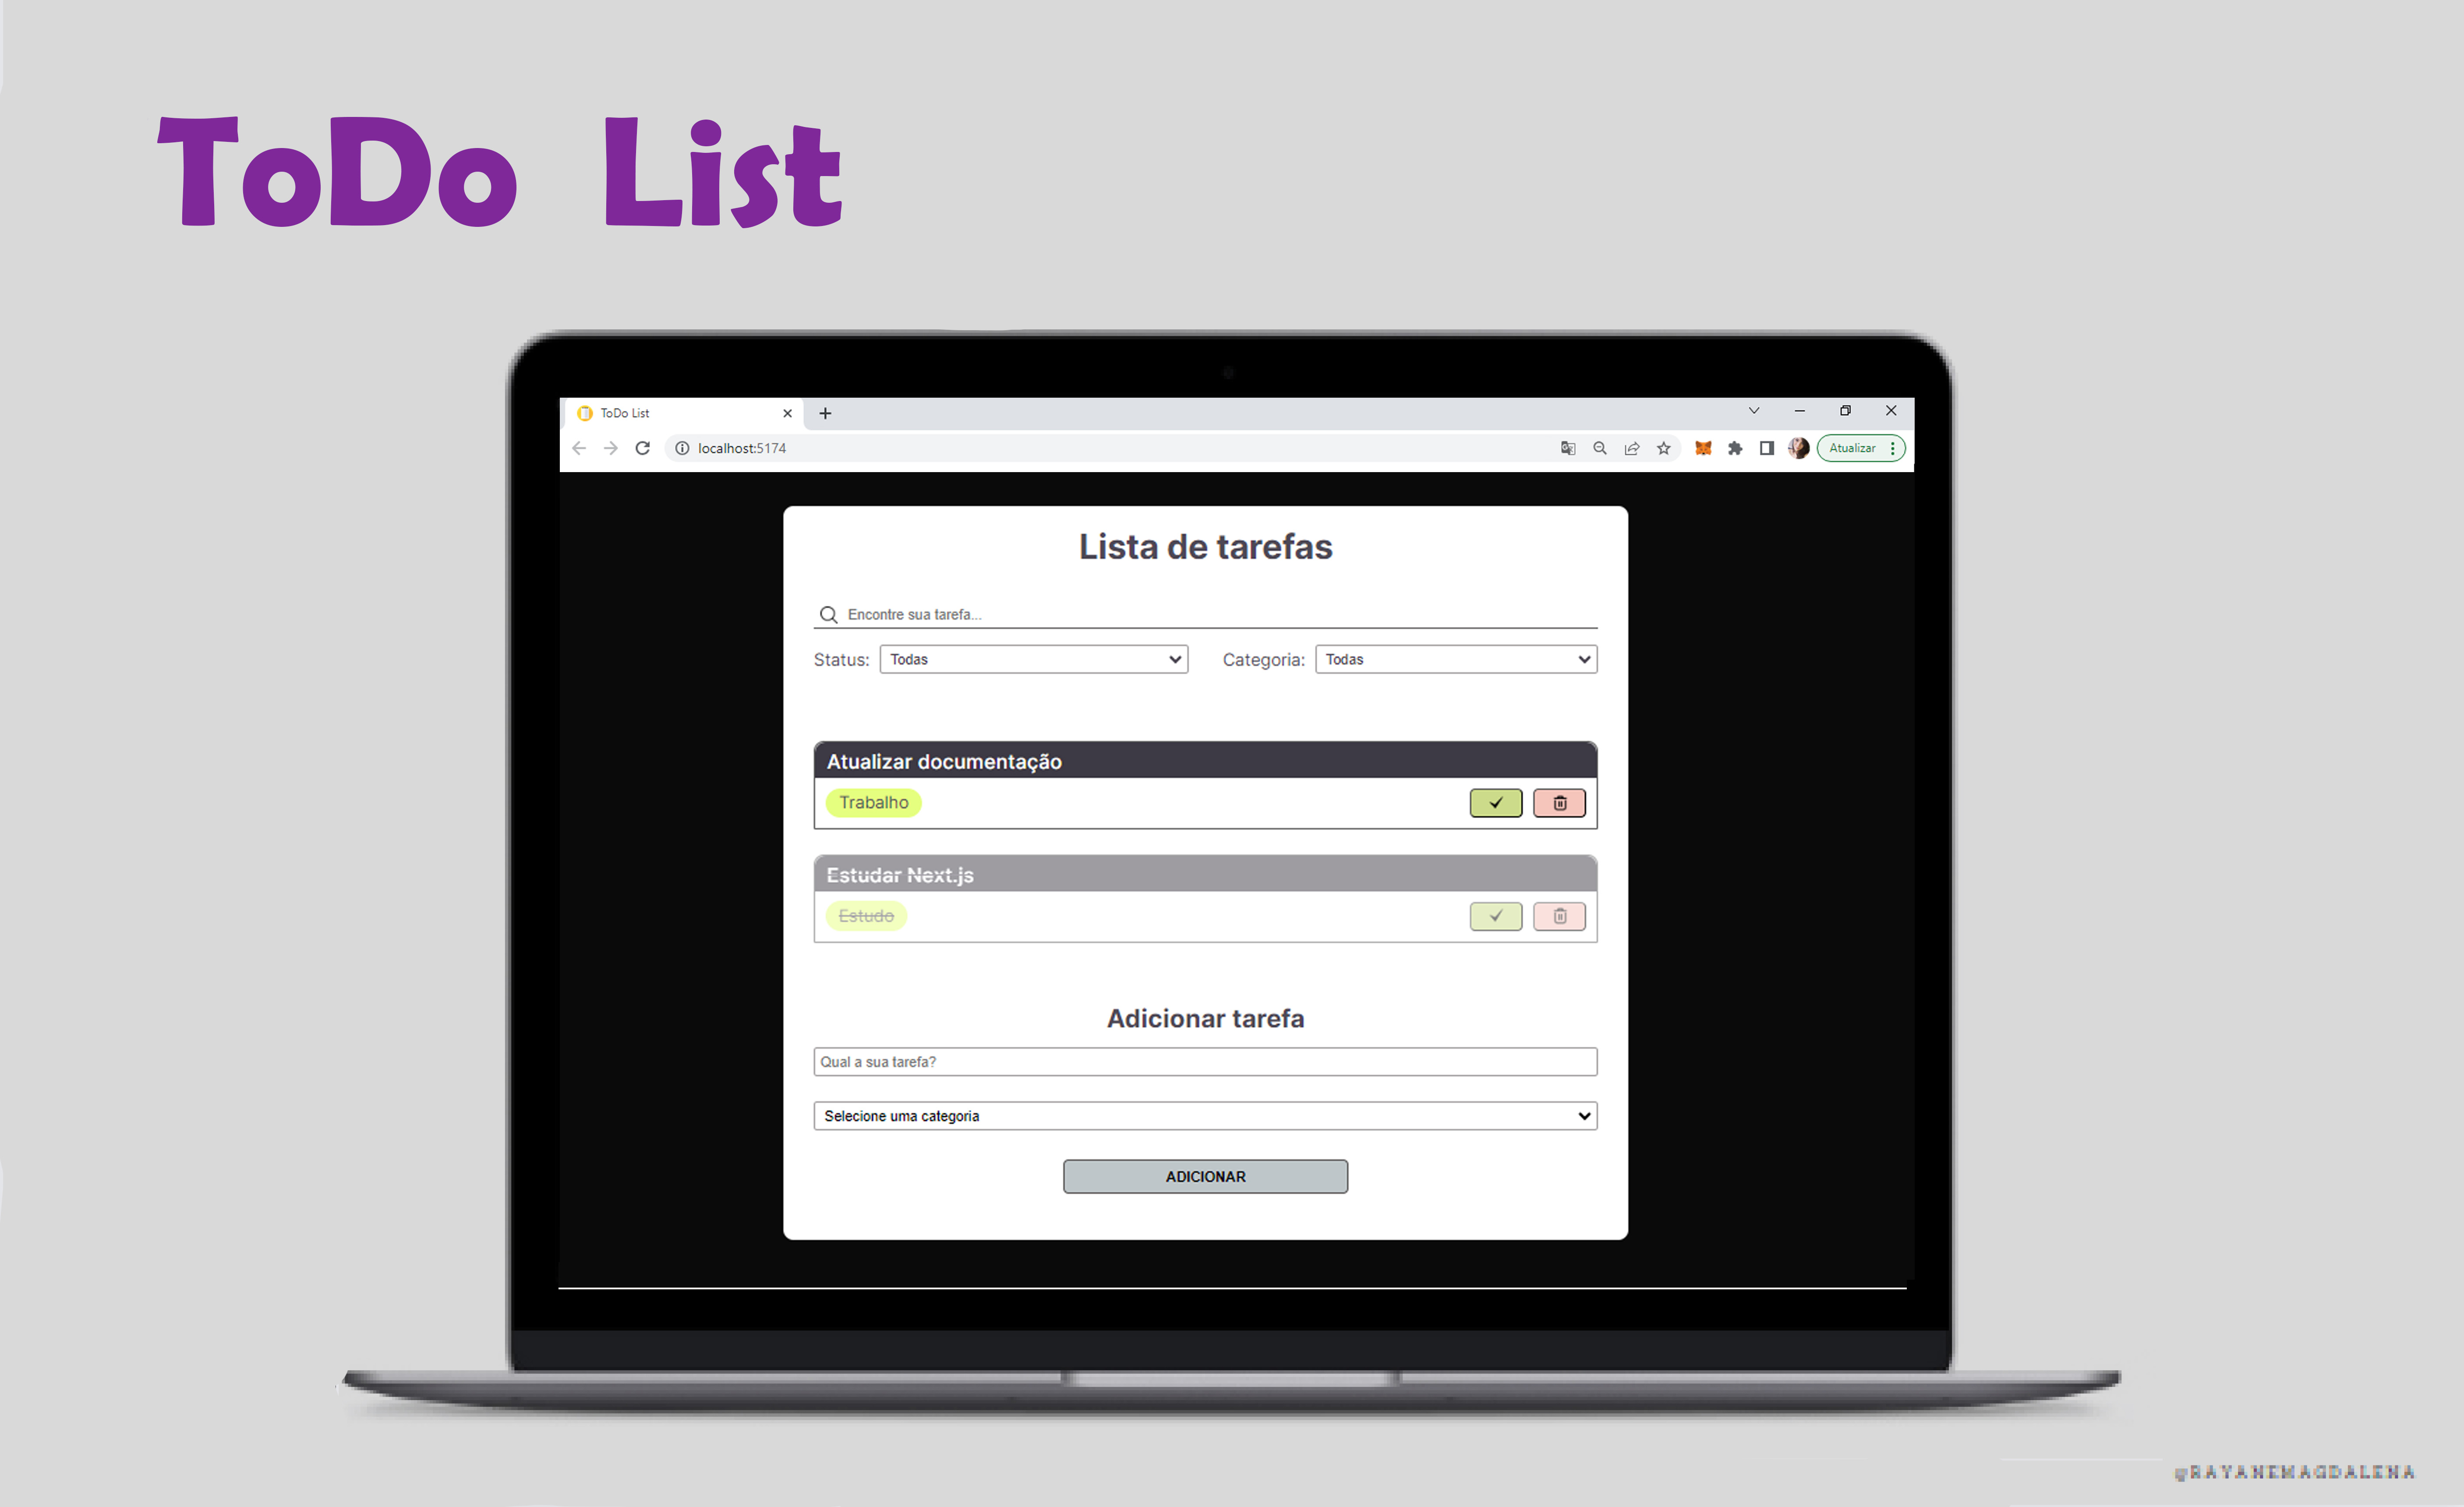 ToDo List
ToDo List
localhost:5174
Atualizar
Lista de tarefas
Encontre sua tarefa...
Status: Todas Categoria: Todas
Atualizar documentação
Trabalho
Estudar Next.js
Estudo
Adicionar tarefa
Qual a sua tarefa?
Selecione uma categoria
ADICIONAR
@RAYANEMAGDALENA